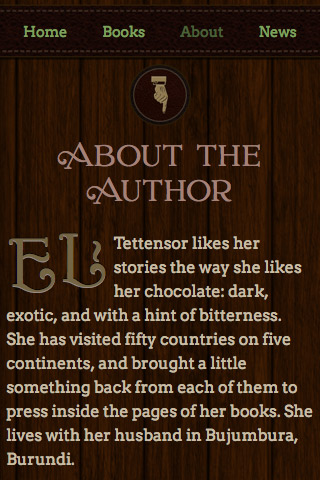 Home Books About News
About the
Author
EL Tettensor likes her
stories the way she likes
her chocolate: dark,
exotic, and with a hint of bitterness.
She has visited fifty countries on five
continents, and brought a little
something back from each of them to
press inside the pages of her books. She
lives with her husband in Bujumbura,
Burundi.